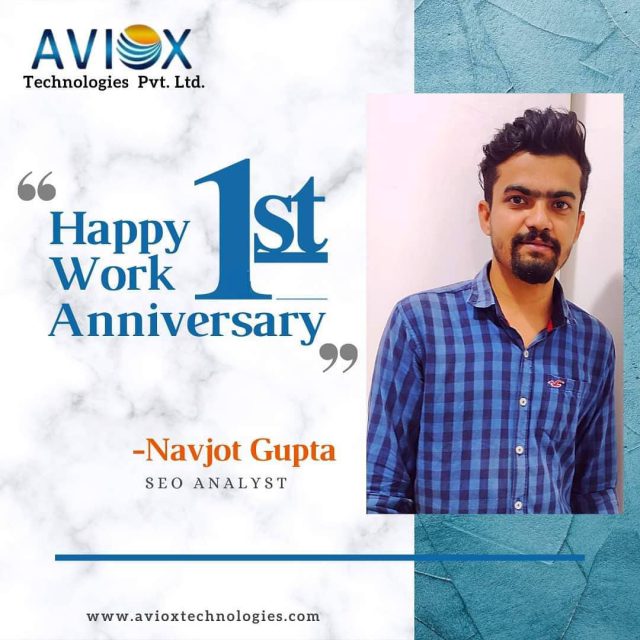 AVIOX
Technologies Pvt. Ltd.
“
Happy 1st
Work
Anniversary
”
-Navjot Gupta
SEO ANALYST
www.avioxtechnologies.com